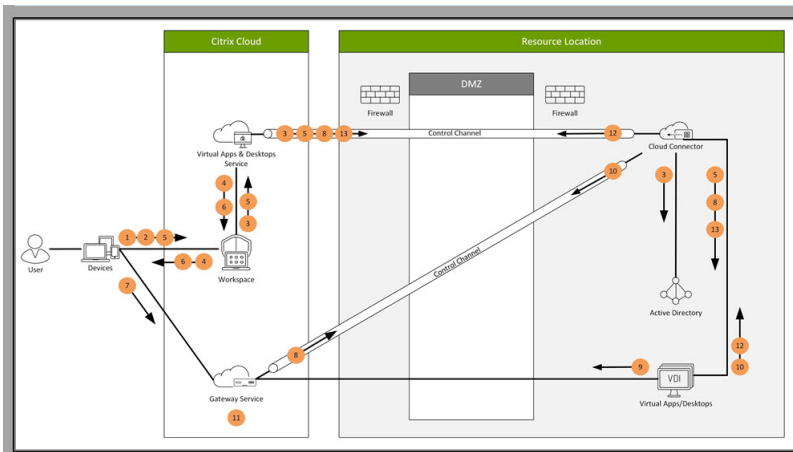 Citrix Cloud
Resource Location
DMZ
Firewall
Firewall
3 5 8 13
Control Channel
12
Virtual Apps & Desktops
Service
Cloud Connector
4
6
5
3
10
3
5
8
13
1 2 5
User
Devices
6 4
Workspace
Control Channel
7
Active Directory
8
12
10
9
VDI
Gateway Service
Virtual Apps/Desktops
11